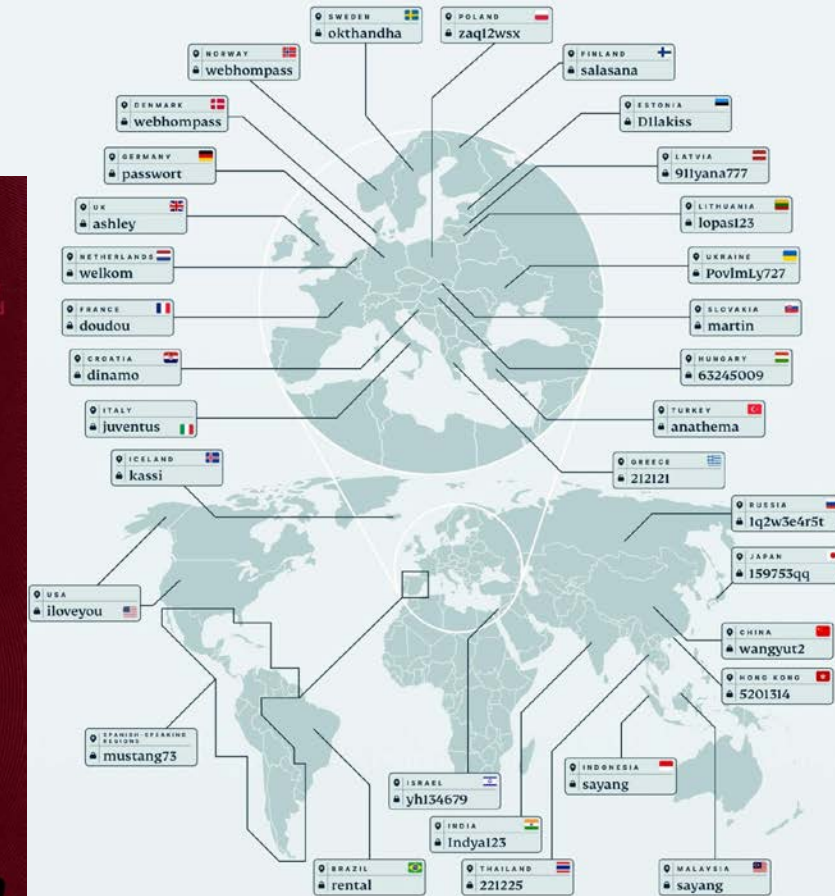 SWEDEN
okthandha
POLAND
zaq12wsx
NORWAY
webhompass
FINLAND
salasana
DENMARK
webhompass
ESTONIA
D1lakiss
GERMANY
passwort
LATVIA
911yana777
UK
ashley
LITHUANIA
lopas123
NETHERLANDS
welkom
UKRAINE
PovlmLy727
FRANCE
doudou
SLOVAKIA
martin
CROATIA
dinamo
HUNGARY
63245009
ITALY
juventus
TURKEY
anathema
ICELAND
kassi
GREECE
212121
RUSSIA
1q2w3e4r5t
JAPAN
159753qq
USA
iloveyou
CHINA
wangyut2
HONG KONG
5201314
SPANISH-SPEAKING
REGIONS
mustang73
INDONESIA
sayang
ISRAEL
yh134679
INDIA
Indya123
BRAZIL
rental
THAILAND
221225
MALAYSIA
sayang